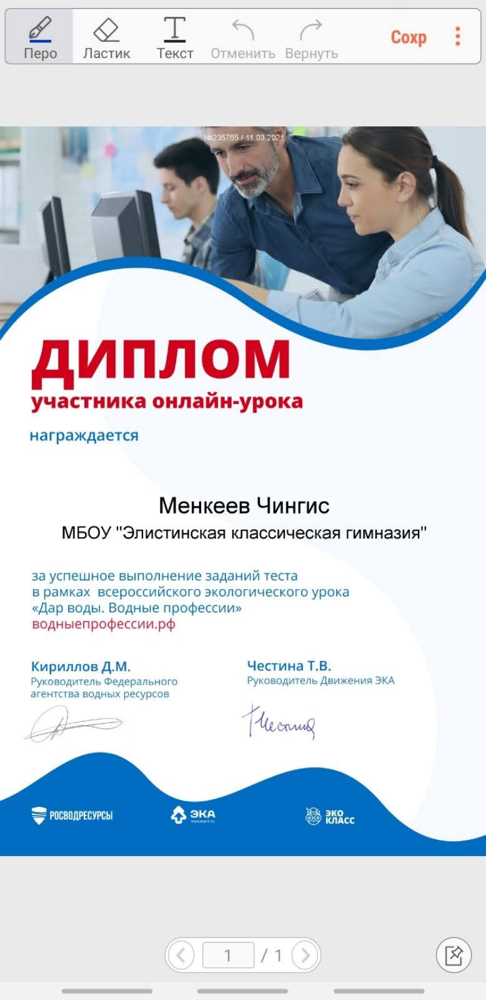 Перо Ластик Текст Отменить Вернуть Сохр
№235765 / 11.03.2021
ДИПЛОМ
участника онлайн-урока
награждается
Менкеев Чингис
МБОУ "Элистинская классическая гимназия"
за успешное выполнение заданий теста
в рамках всероссийского экологического урока
«Дар воды. Водные профессии»
водныепрофессии.рф
Кириллов Д.М. Честина Т.В.
Руководитель Федерального Руководитель Движения ЭКА
агентства водных ресурсов
РОСВОДРЕСУРСЫ ЭКА ЭКО
КЛАСС
1 / 1